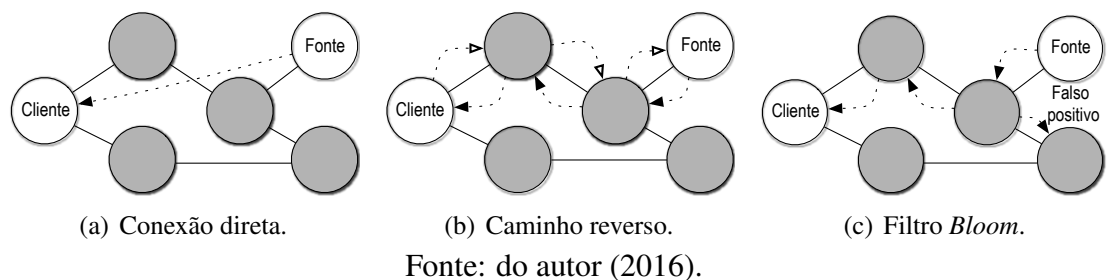 Fonte
Cliente
Fonte
Cliente
Fonte
Falso
positivo
Cliente
(a) Conexão direta.
(b) Caminho reverso.
(c) Filtro Bloom.
Fonte: do autor (2016).